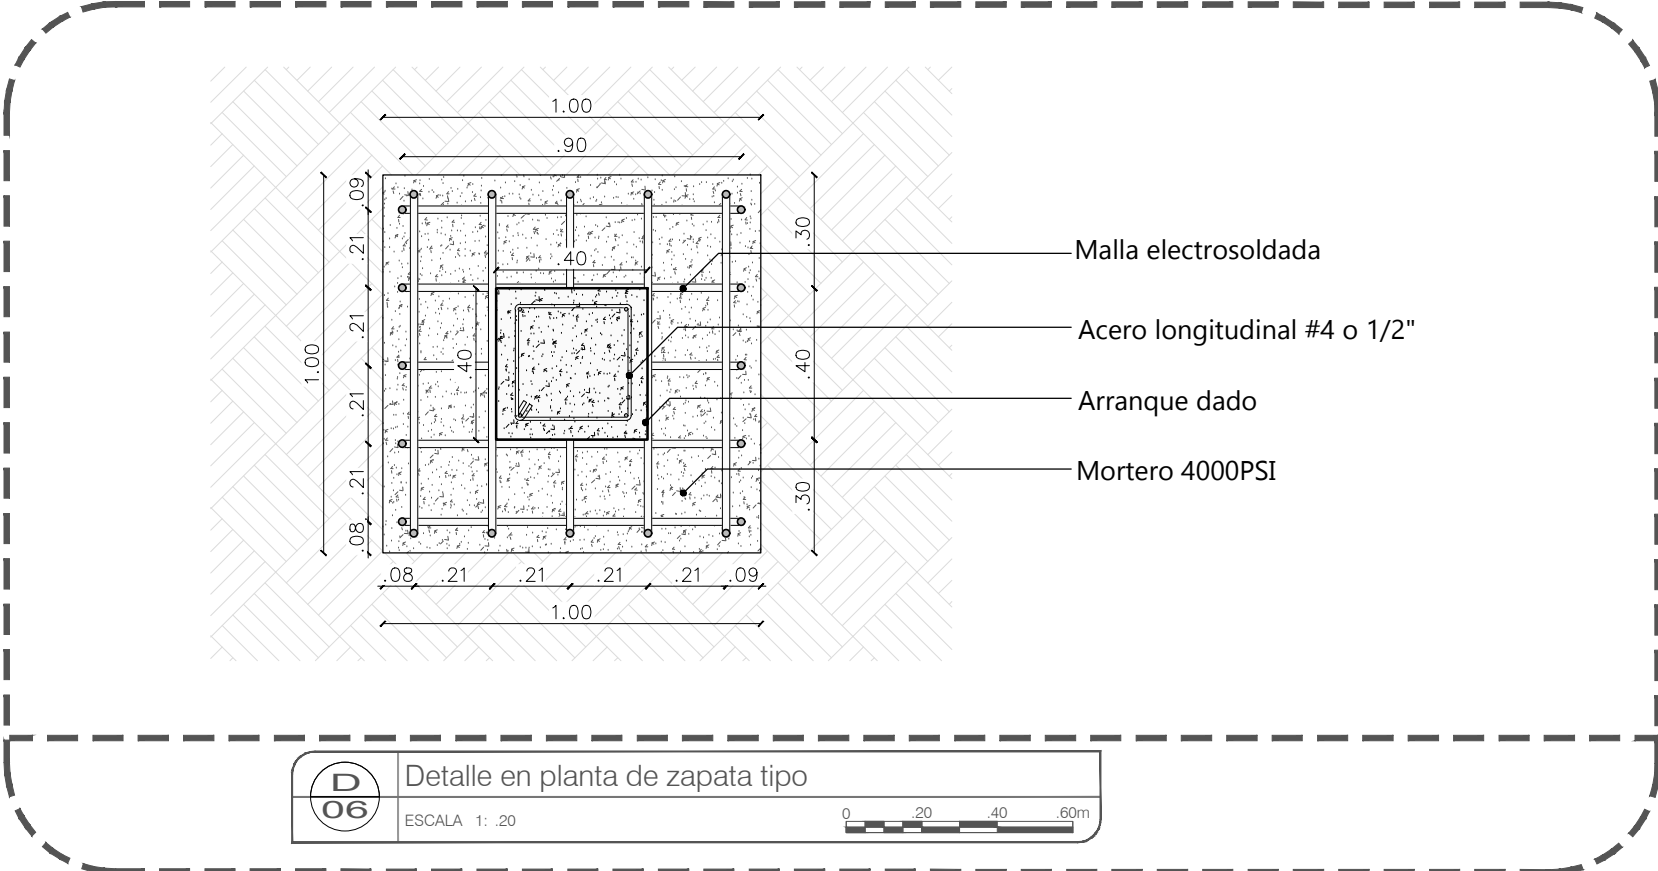 1.00
.90
.09
.21
.21
.21
.21
.08
1.00
.40
.40
.30
.40
.30
Malla electrosoldada
Acero longitudinal #4 o 1/2"
Arranque dado
Mortero 4000PSI
.08 .21 .21 .21 .21 .09
1.00
D
06
Detalle en planta de zapata tipo
ESCALA 1: .20
0 .20 .40 .60m